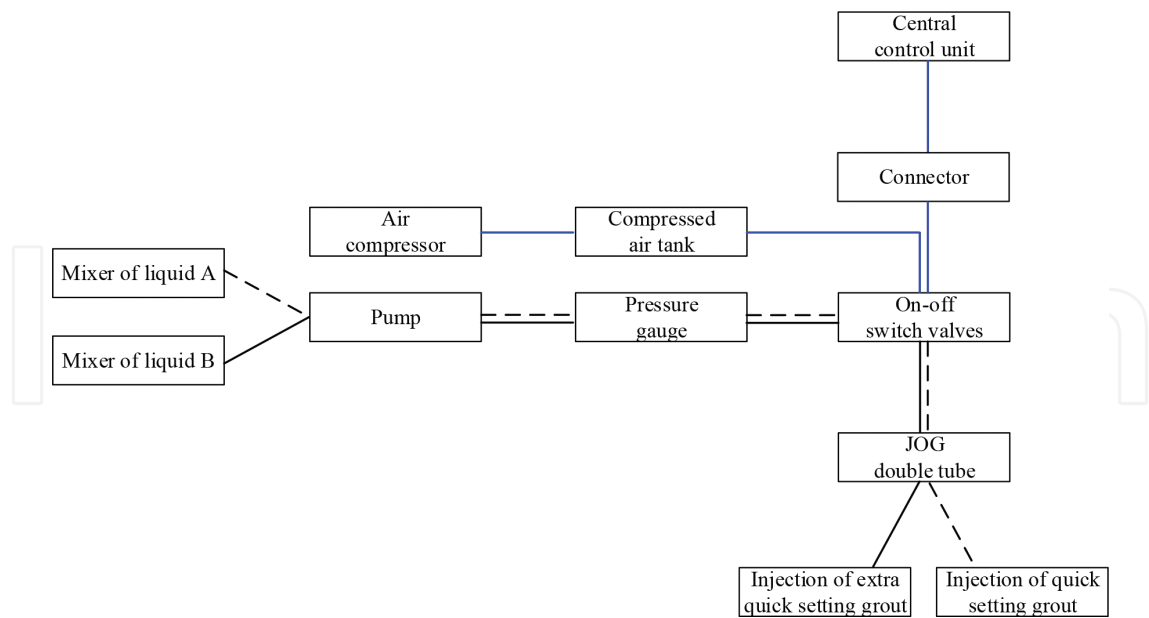 Central
control unit
Connector
Air
compressor
Compressed
air tank
Mixer of liquid A
Pump
Pressure
gauge
On-off
switch valves
Mixer of liquid B
JOG
double tube
Injection of extra
quick setting grout
Injection of quick
setting grout